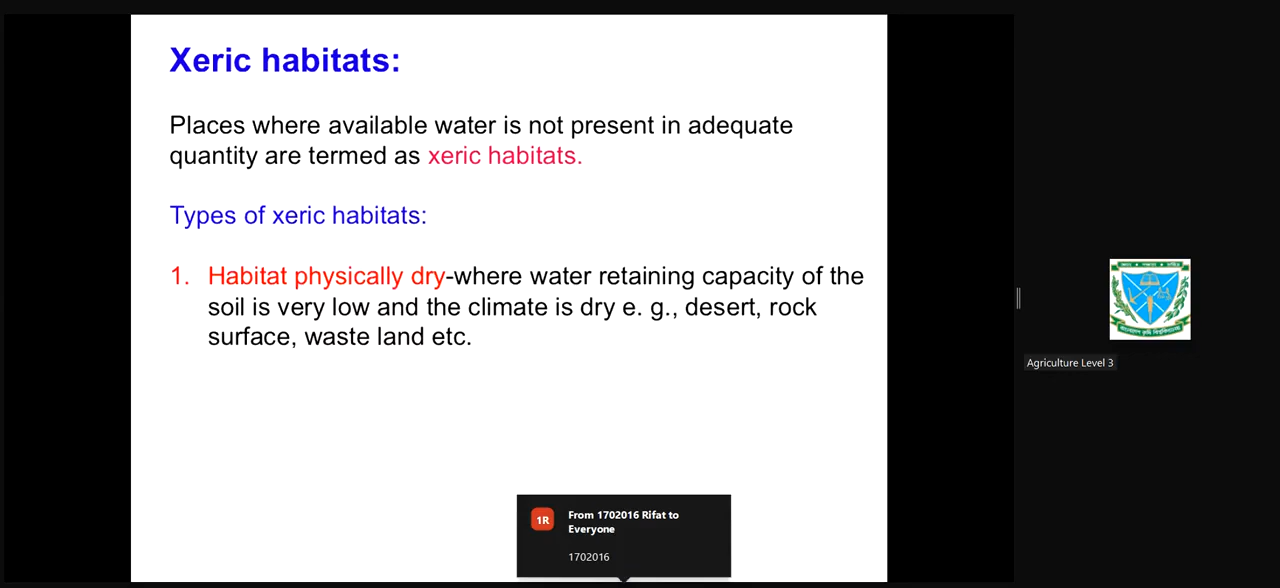 Xeric habitats:
Places where available water is not present in adequate
quantity are termed as xeric habitats.
Types of xeric habitats:
1. Habitat physically dry-where water retaining capacity of the
soil is very low and the climate is dry e. g., desert, rock
surface, waste land etc.
1R
From 1702016 Rifat to
Everyone
1702016
Agriculture Level 3